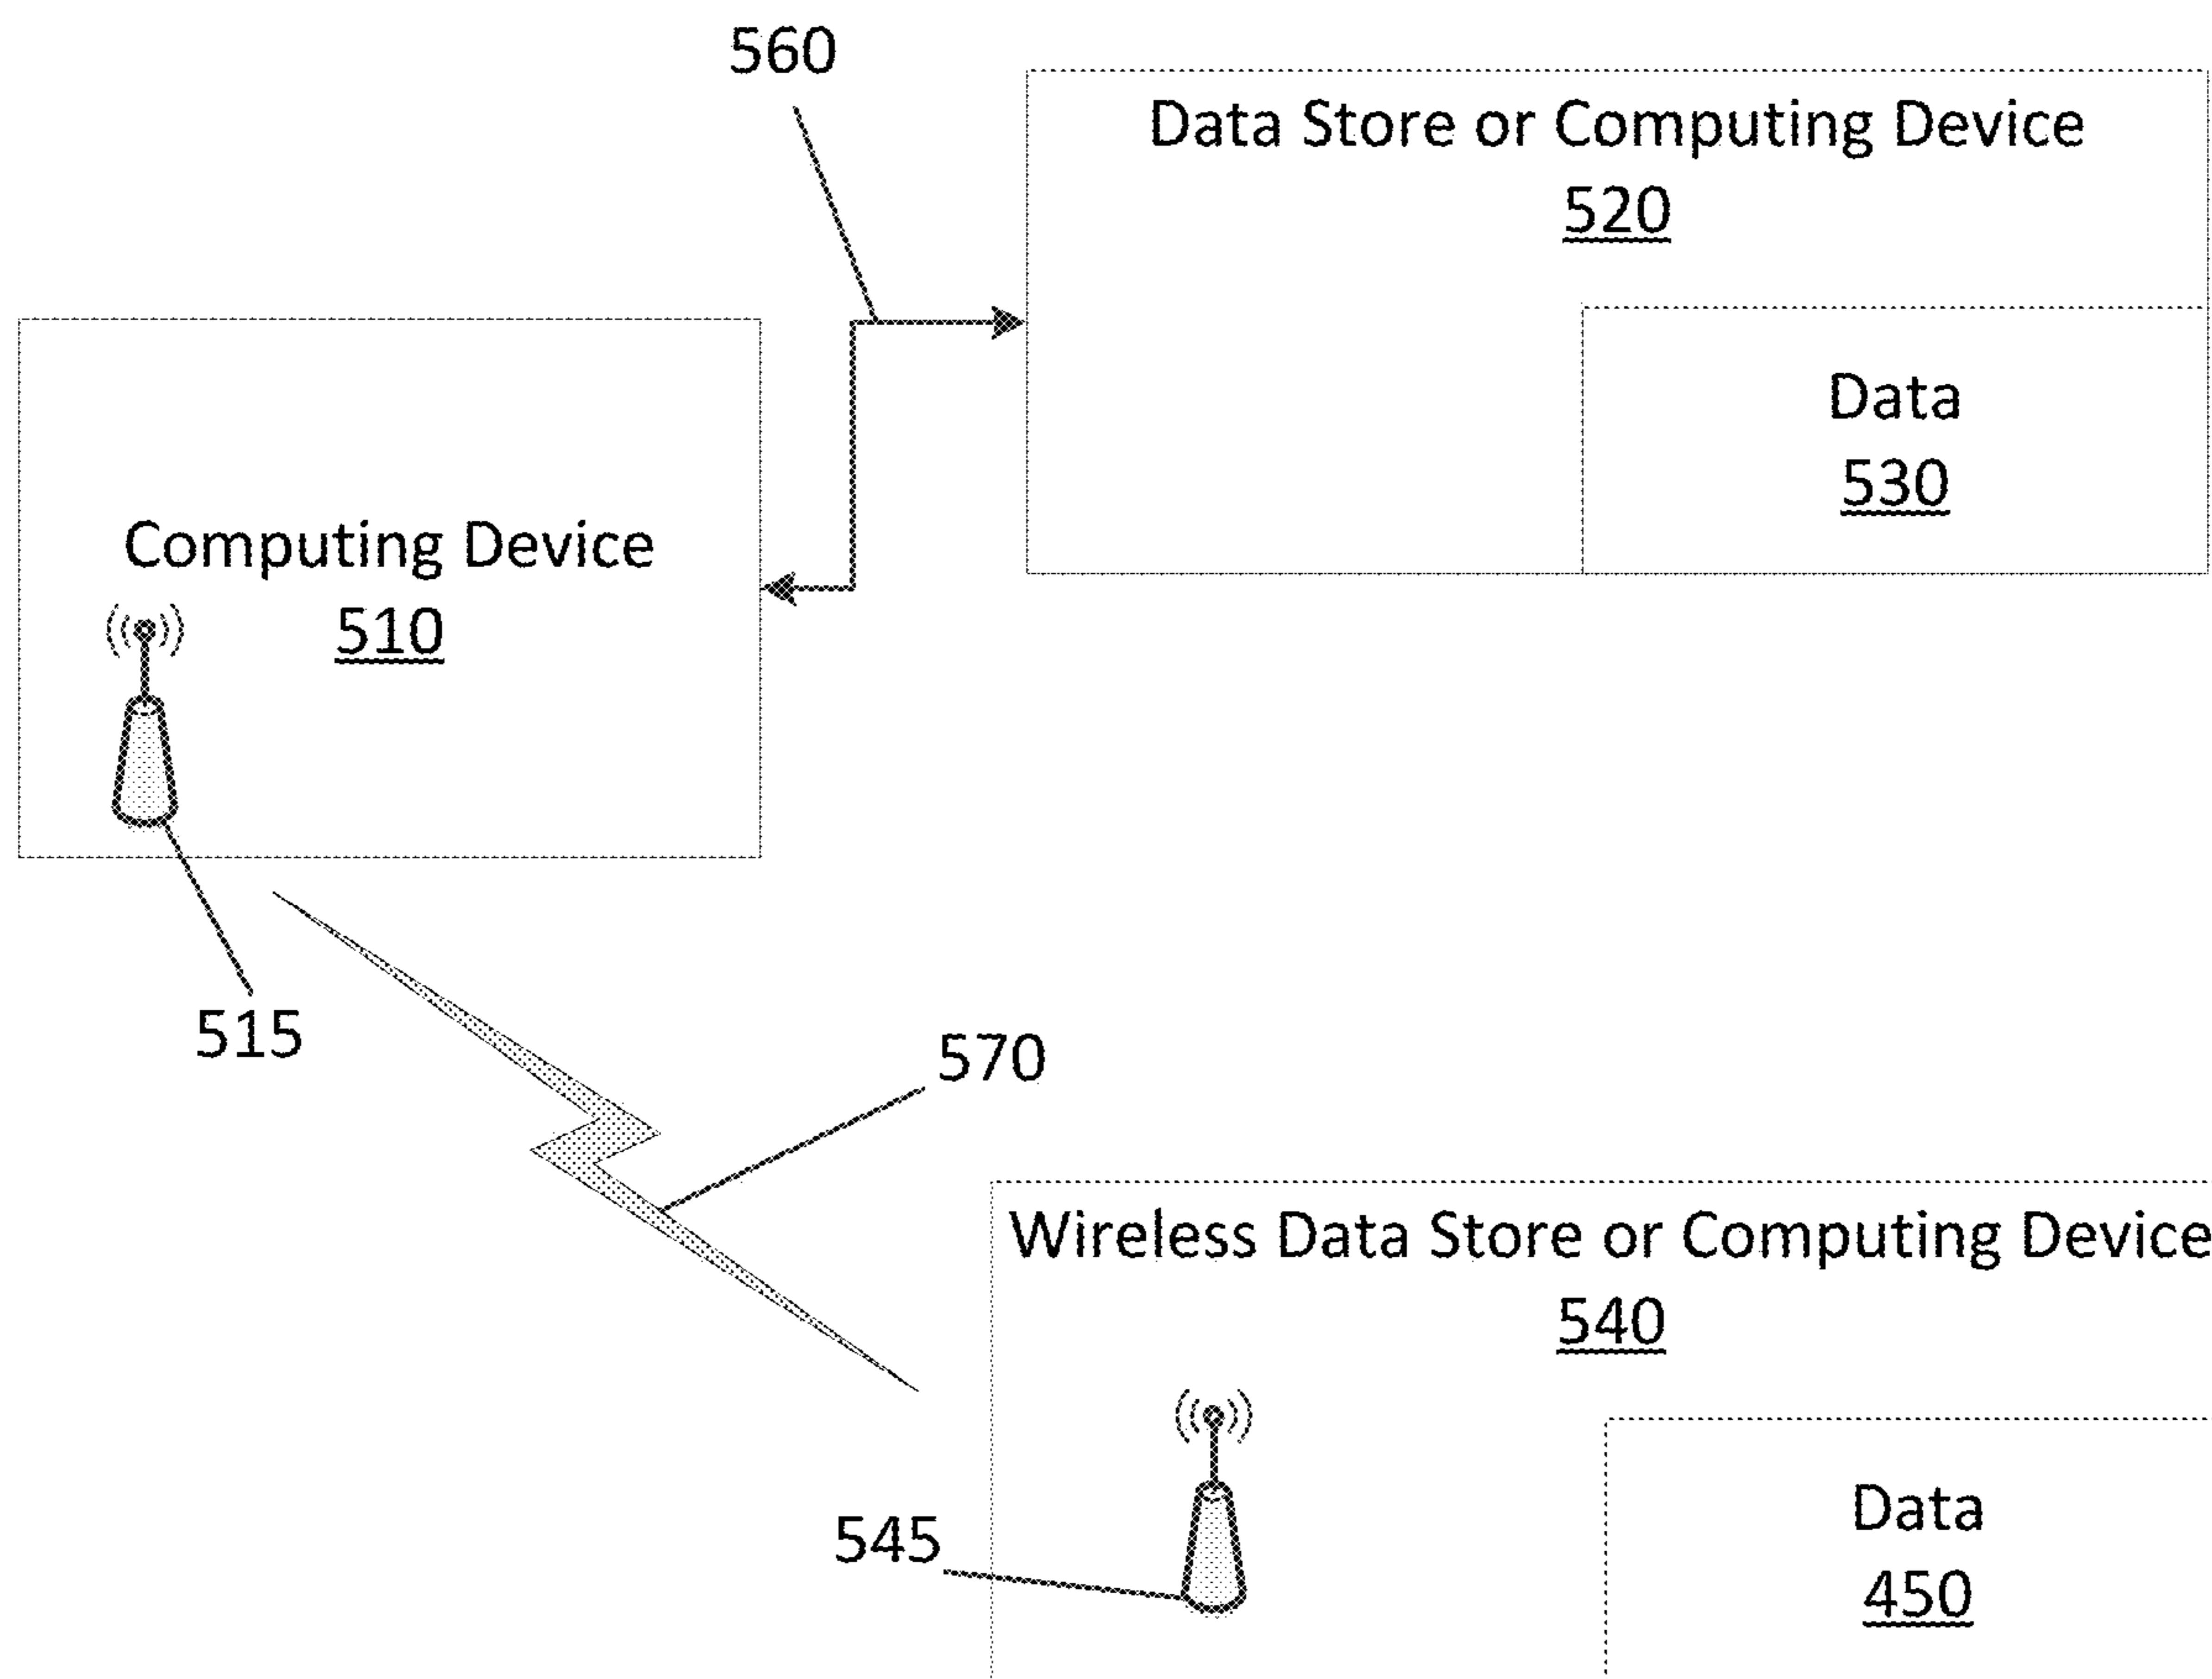 560
Data Store or Computing Device
520
Data
530
Computing Device
510
515
570
Wireless Data Store or Computing Device
540
545
Data
450